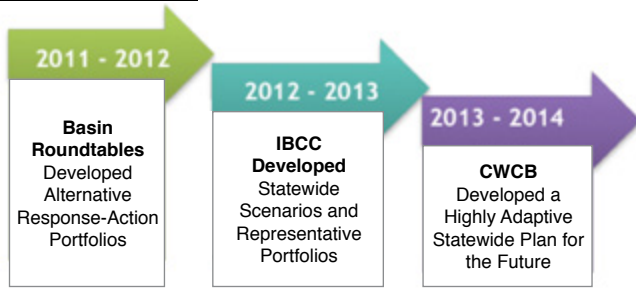 2011 - 2012
Basin
Roundtables
Developed
Alternative
Response-Action
Portfolios
2012 - 2013
IBCC
Developed
Statewide
Scenarios and
Representative
Portfolios
2013 - 2014
CWCB
Developed a
Highly Adaptive
Statewide Plan for
the Future